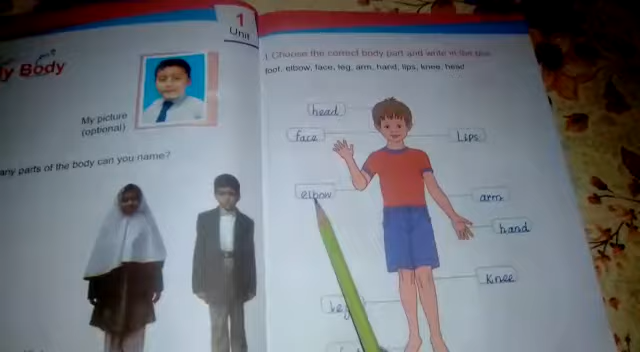 1
Unit
My Body
My picture
(optional)
any parts of the body can you name?
1. Choose the correct body part and write in the box
foot, elbow, face, leg, arm, hand, lips, knee, head
head
face
Lips
elbow
arm
hand
Knee
leg